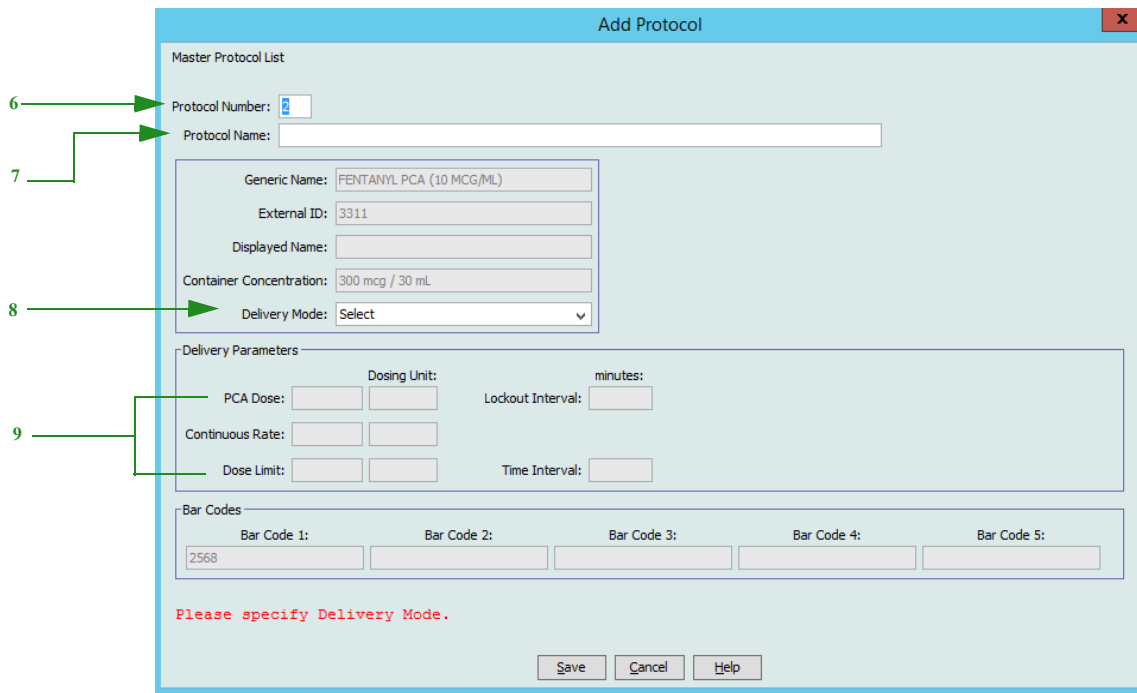 Add Protocol
x
Master Protocol List
6
Protocol Number: 2
Protocol Name:
7
Generic Name: FENTANYL PCA (10 MCG/ML)
External ID: 3311
Displayed Name:
Container Concentration: 300 mcg / 30 mL
8
Delivery Mode: Select
Delivery Parameters
Dosing Unit: minutes:
PCA Dose: Lockout Interval:
9
Continuous Rate:
Dose Limit: Time Interval:
Bar Codes
Bar Code 1: Bar Code 2: Bar Code 3: Bar Code 4: Bar Code 5:
2568
Please specify Delivery Mode.
Save Cancel Help